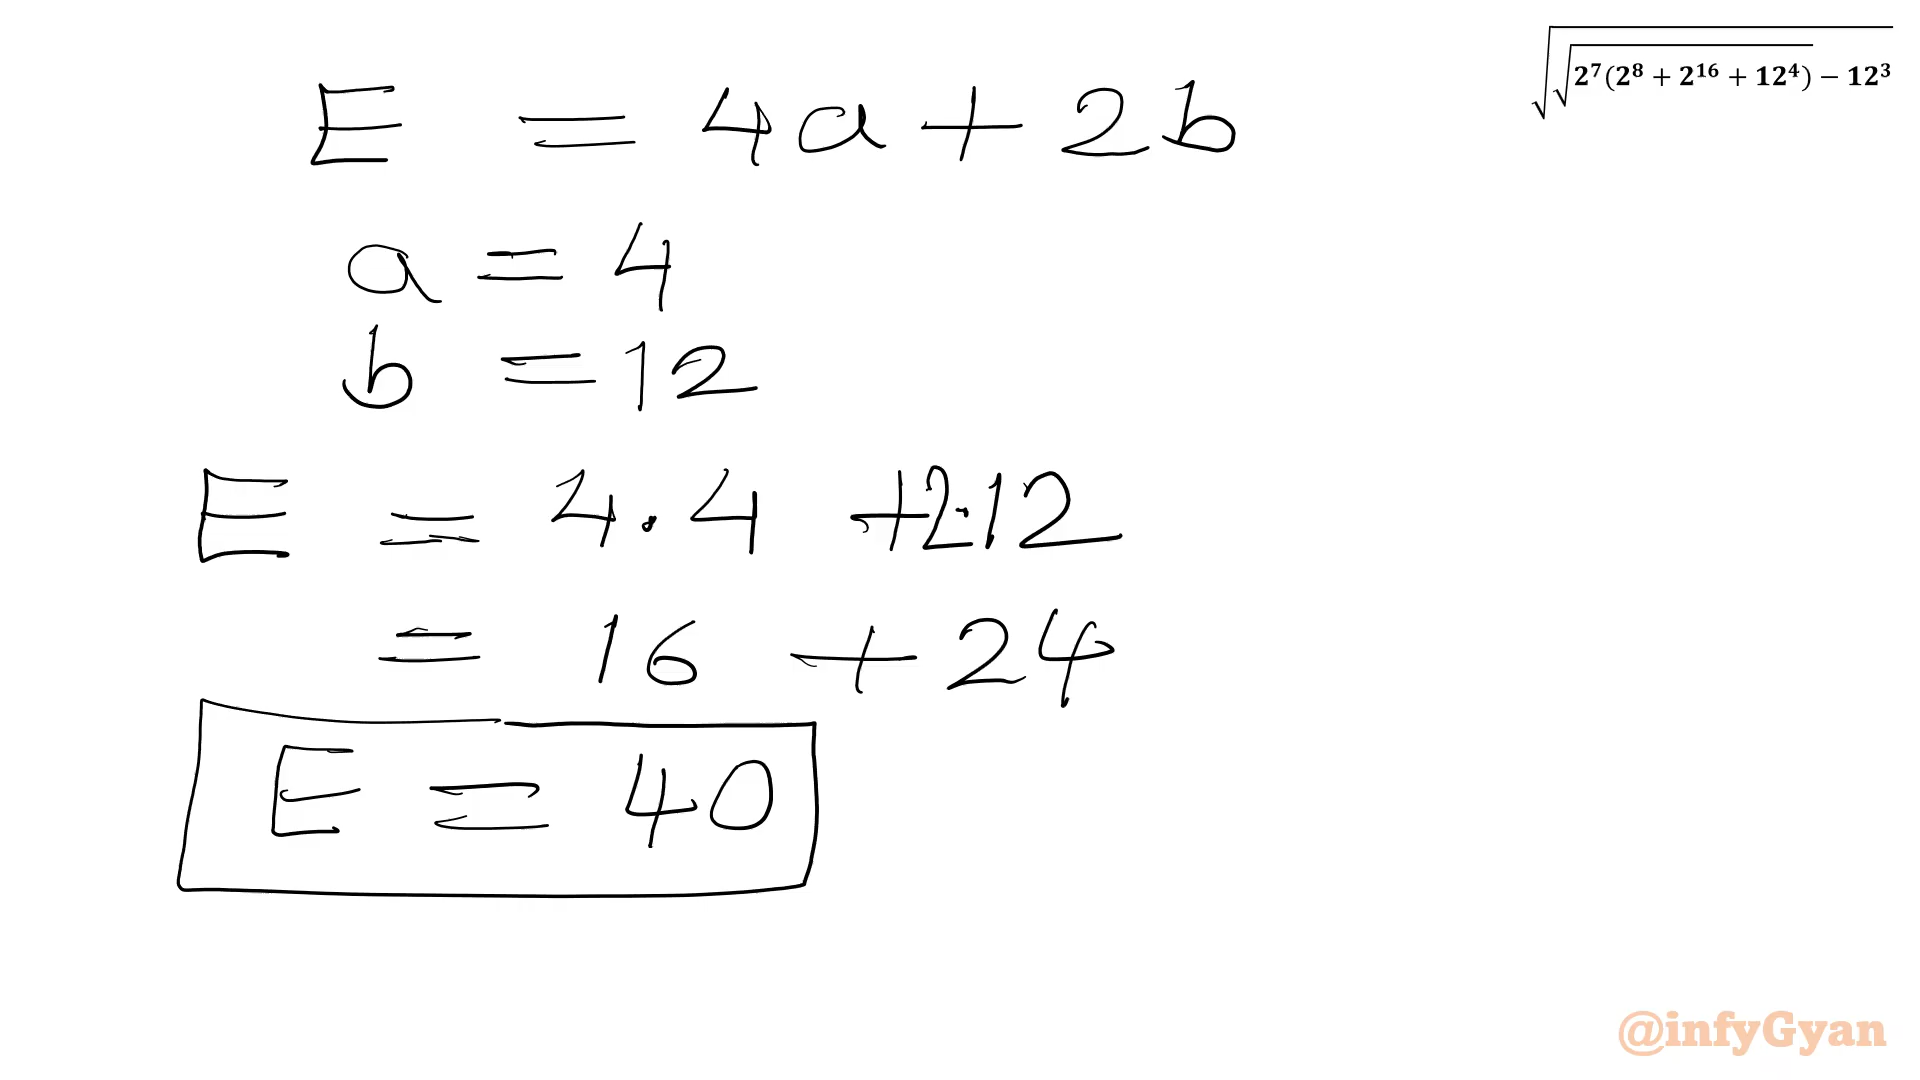 √(√(2⁷(2⁸ + 2¹⁶ + 12⁴)) − 12³)
E = 4a + 2b
a = 4
b = 12
E = 4.4 + 2.12
= 16 + 24
E = 40
@infyGyan